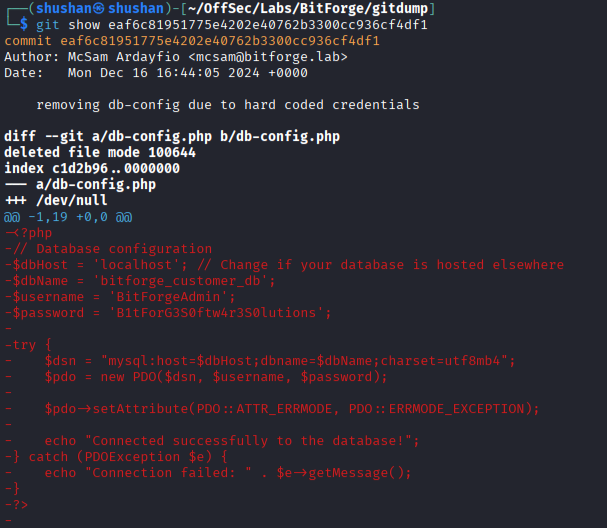 ┌──(shushan㉿shushan)-[~/OffSec/Labs/BitForge/gitdump]
└─$ git show eaf6c81951775e4202e40762b3300cc936cf4df1
commit eaf6c81951775e4202e40762b3300cc936cf4df1
Author: McSam Ardayfio <mcsam@bitforge.lab>
Date:   Mon Dec 16 16:44:05 2024 +0000

    removing db-config due to hard coded credentials

diff --git a/db-config.php b/db-config.php
deleted file mode 100644
index c1d2b96..0000000
--- a/db-config.php
+++ /dev/null
@@ -1,19 +0,0 @@
-<?php
-// Database configuration
-$dbHost = 'localhost'; // Change if your database is hosted elsewhere
-$dbName = 'bitforge_customer_db';
-$username = 'BitForgeAdmin';
-$password = 'B1tForG3S0ftw4r3S0lutions';
-
-try {
-    $dsn = "mysql:host=$dbHost;dbname=$dbName;charset=utf8mb4";
-    $pdo = new PDO($dsn, $username, $password);
-
-    $pdo->setAttribute(PDO::ATTR_ERRMODE, PDO::ERRMODE_EXCEPTION);
-
-    echo "Connected successfully to the database!";
-} catch (PDOException $e) {
-    echo "Connection failed: " . $e->getMessage();
-}
-?>
-